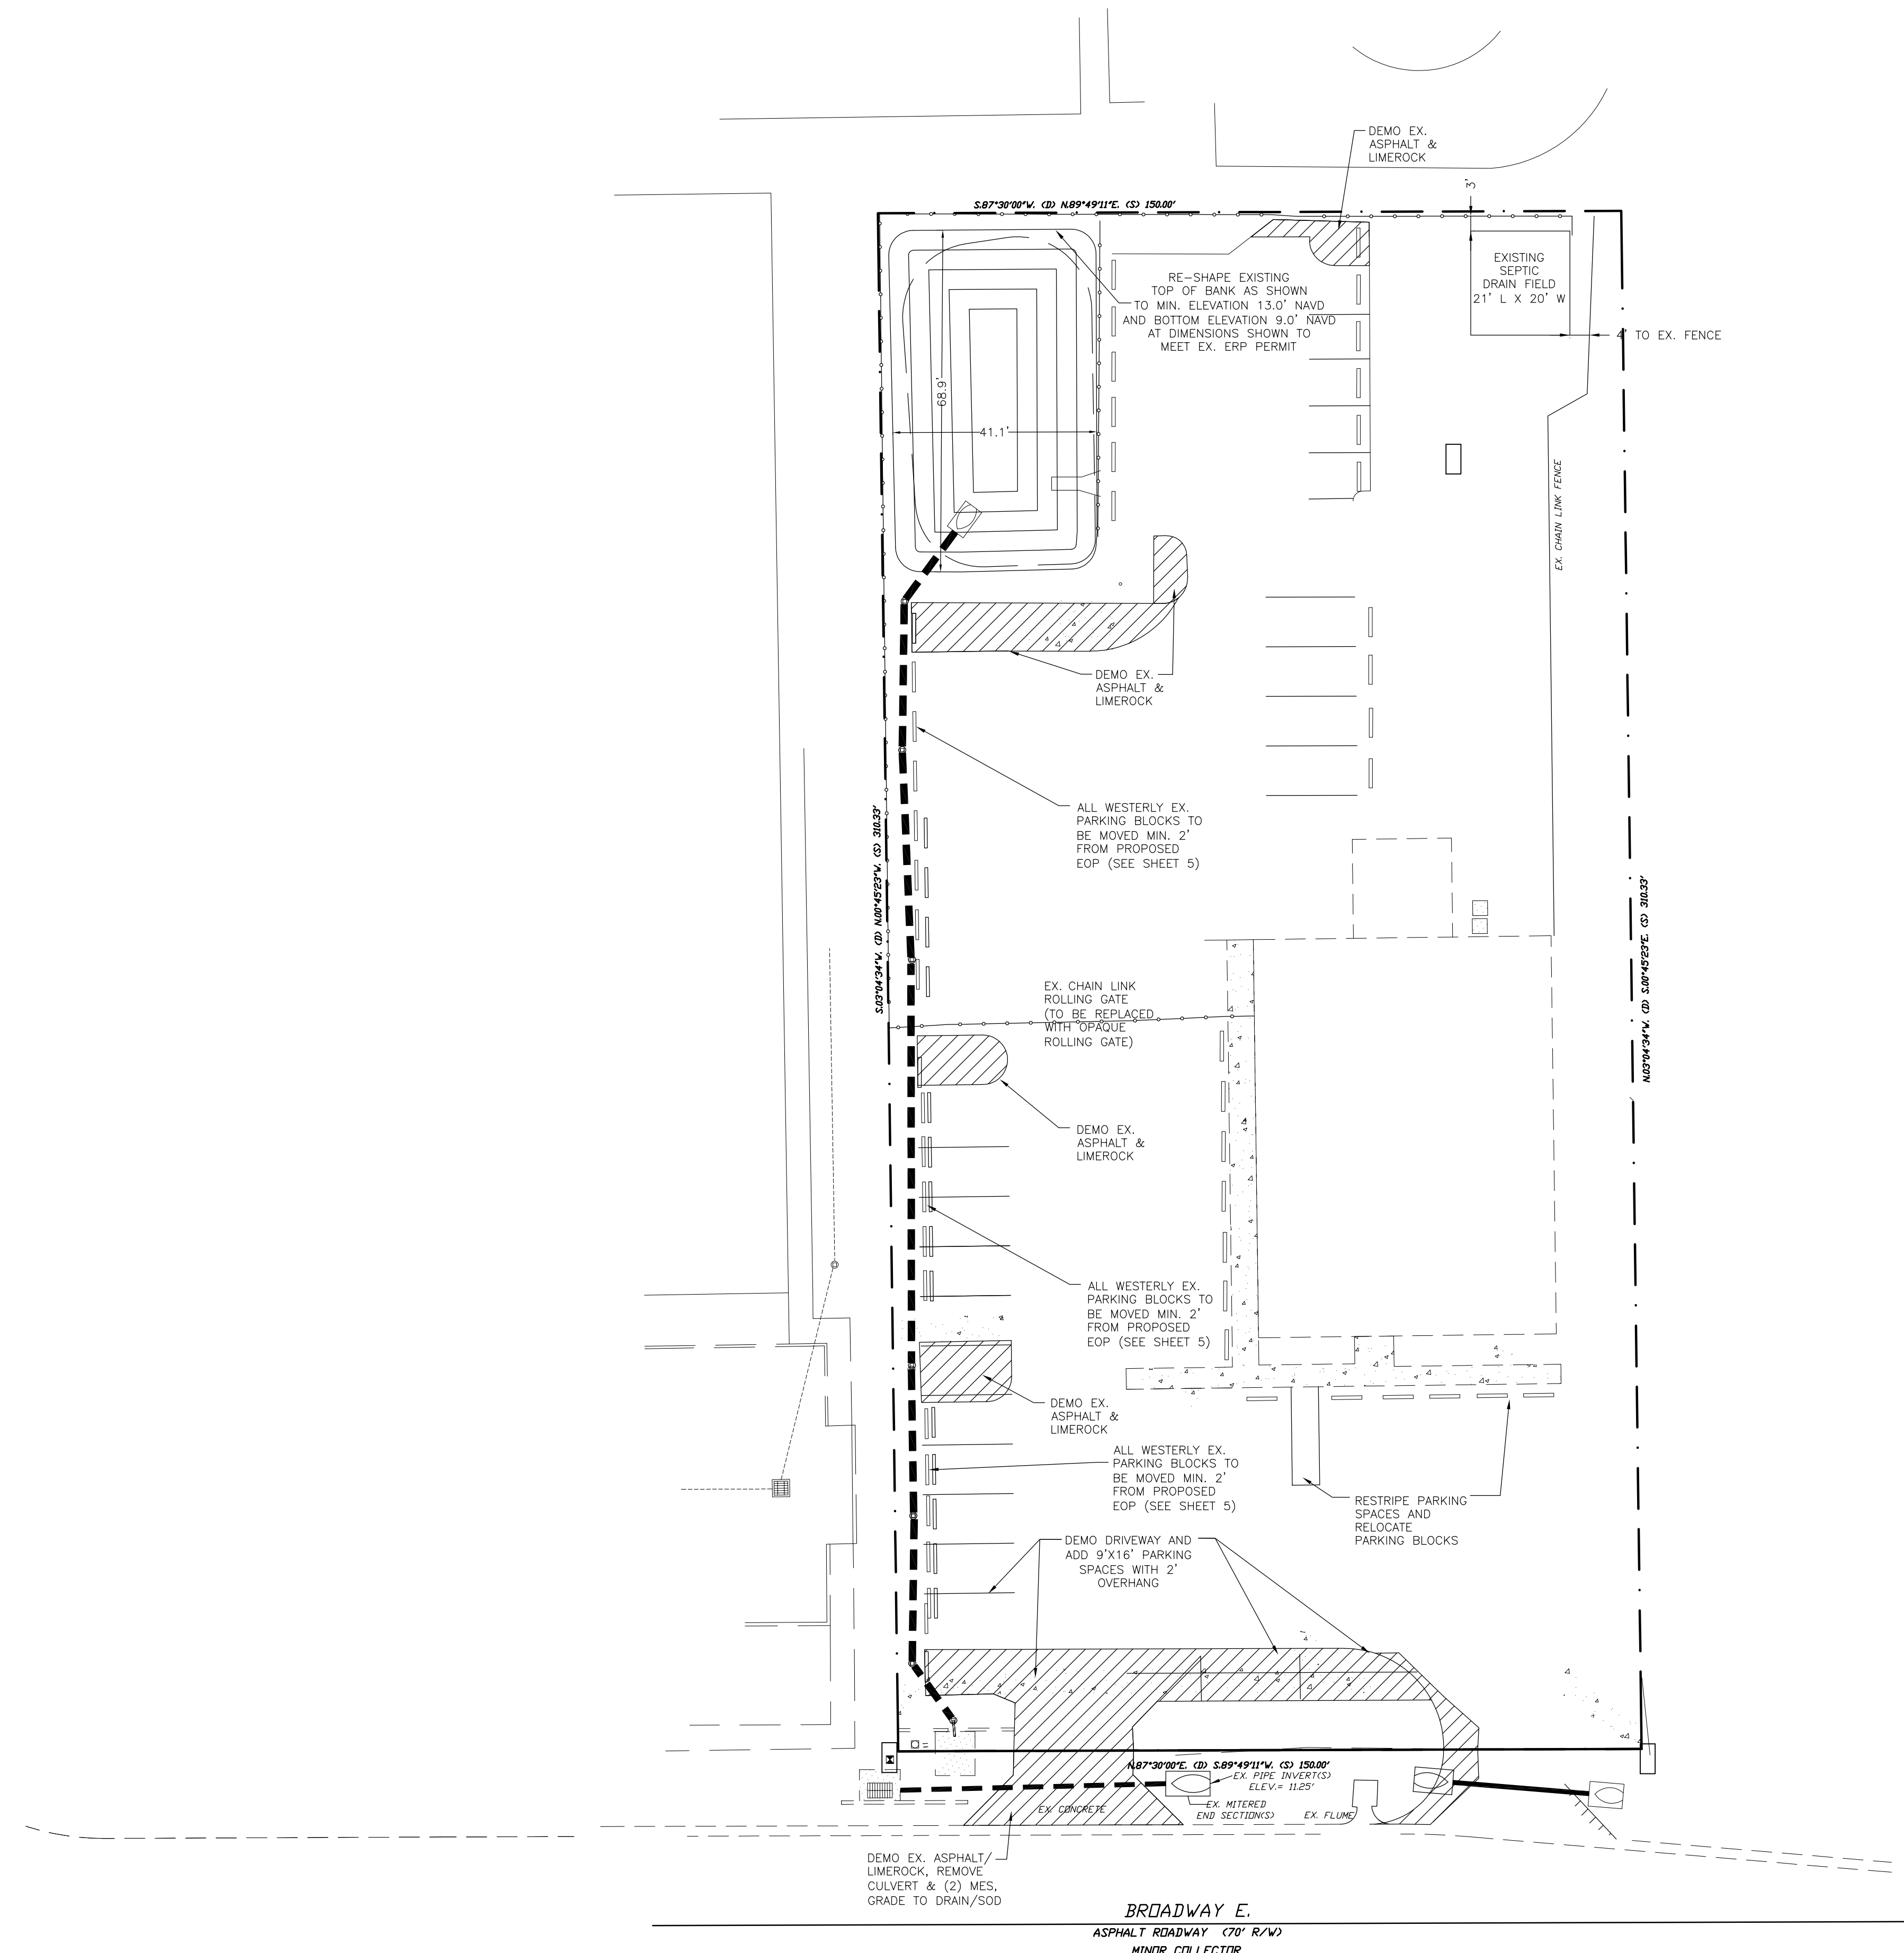 DEMO EX.
ASPHALT &
LIMEROCK
3'
S.87°30'00"W. (D) N.89°49'11"E. (S) 150.00'
EXISTING
SEPTIC
DRAIN FIELD
21' L X 20' W
RE-SHAPE EXISTING
TOP OF BANK AS SHOWN
TO MIN. ELEVATION 13.0' NAVD
AND BOTTOM ELEVATION 9.0' NAVD
AT DIMENSIONS SHOWN TO
MEET EX. ERP PERMIT
4' TO EX. FENCE
68.9'
41.1'
EX. CHAIN LINK FENCE
DEMO EX.
ASPHALT &
LIMEROCK
ALL WESTERLY EX.
PARKING BLOCKS TO
BE MOVED MIN. 2'
FROM PROPOSED
EOP (SEE SHEET 5)
S.03°04'34"W. (D) N.00°45'23"W. (S) 310.33'
N.03°04'34"W. (D) S.00°45'23"E. (S) 310.33'
EX. CHAIN LINK
ROLLING GATE
(TO BE REPLACED
WITH OPAQUE
ROLLING GATE)
DEMO EX.
ASPHALT &
LIMEROCK
ALL WESTERLY EX.
PARKING BLOCKS TO
BE MOVED MIN. 2'
FROM PROPOSED
EOP (SEE SHEET 5)
DEMO EX.
ASPHALT &
LIMEROCK
ALL WESTERLY EX.
PARKING BLOCKS TO
BE MOVED MIN. 2'
FROM PROPOSED
EOP (SEE SHEET 5)
RESTRIPE PARKING
SPACES AND
RELOCATE
PARKING BLOCKS
DEMO DRIVEWAY AND
ADD 9'X16' PARKING
SPACES WITH 2'
OVERHANG
N.87°30'00"E. (D) S.89°49'11"W. (S) 150.00'
EX. PIPE INVERT(S)
ELEV.= 11.25'
EX. MITERED
END SECTION(S)
EX. FLUME
EX. CONCRETE
DEMO EX. ASPHALT/
LIMEROCK, REMOVE
CULVERT & (2) MES,
GRADE TO DRAIN/SOD
BROADWAY E.
ASPHALT ROADWAY (70' R/W)
MINOR COLLECTOR